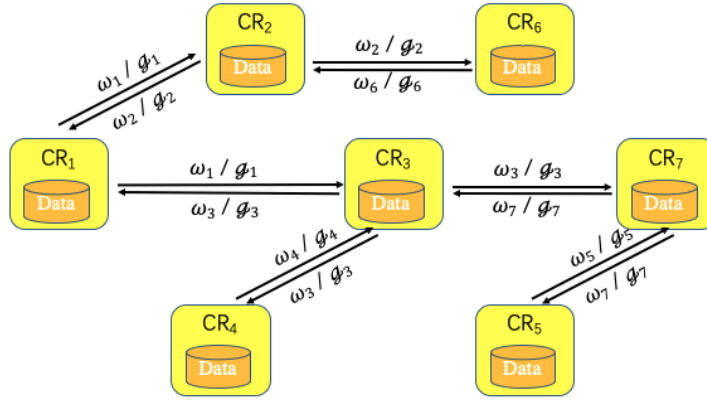 CR₂
Data
ω₂ / ℊ₂
ω₆ / ℊ₆
CR₆
Data
ω₁ / ℊ₁
ω₂ / ℊ₂
CR₁
Data
ω₁ / ℊ₁
ω₃ / ℊ₃
CR₃
Data
ω₃ / ℊ₃
ω₇ / ℊ₇
CR₇
Data
ω₄ / ℊ₄
ω₃ / ℊ₃
ω₅ / ℊ₅
ω₇ / ℊ₇
CR₄
Data
CR₅
Data